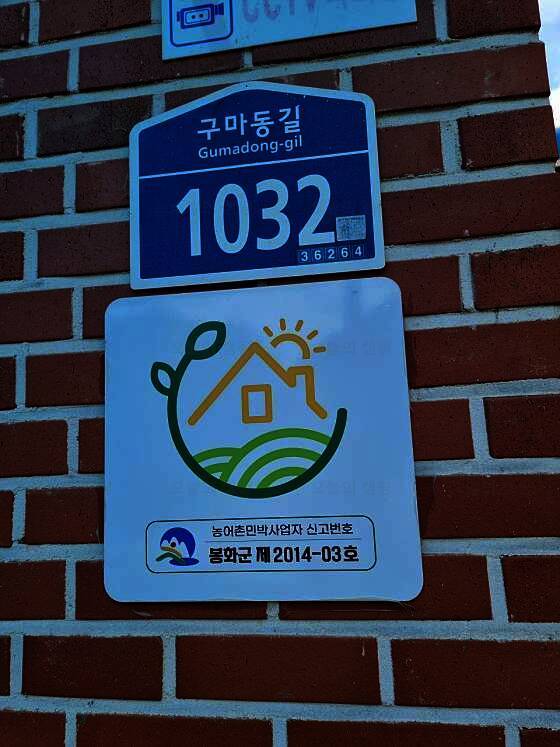 구마동길
Gumadong-gil
1032
36264
농어촌민박사업자 신고번호
봉화군 제2014-03호